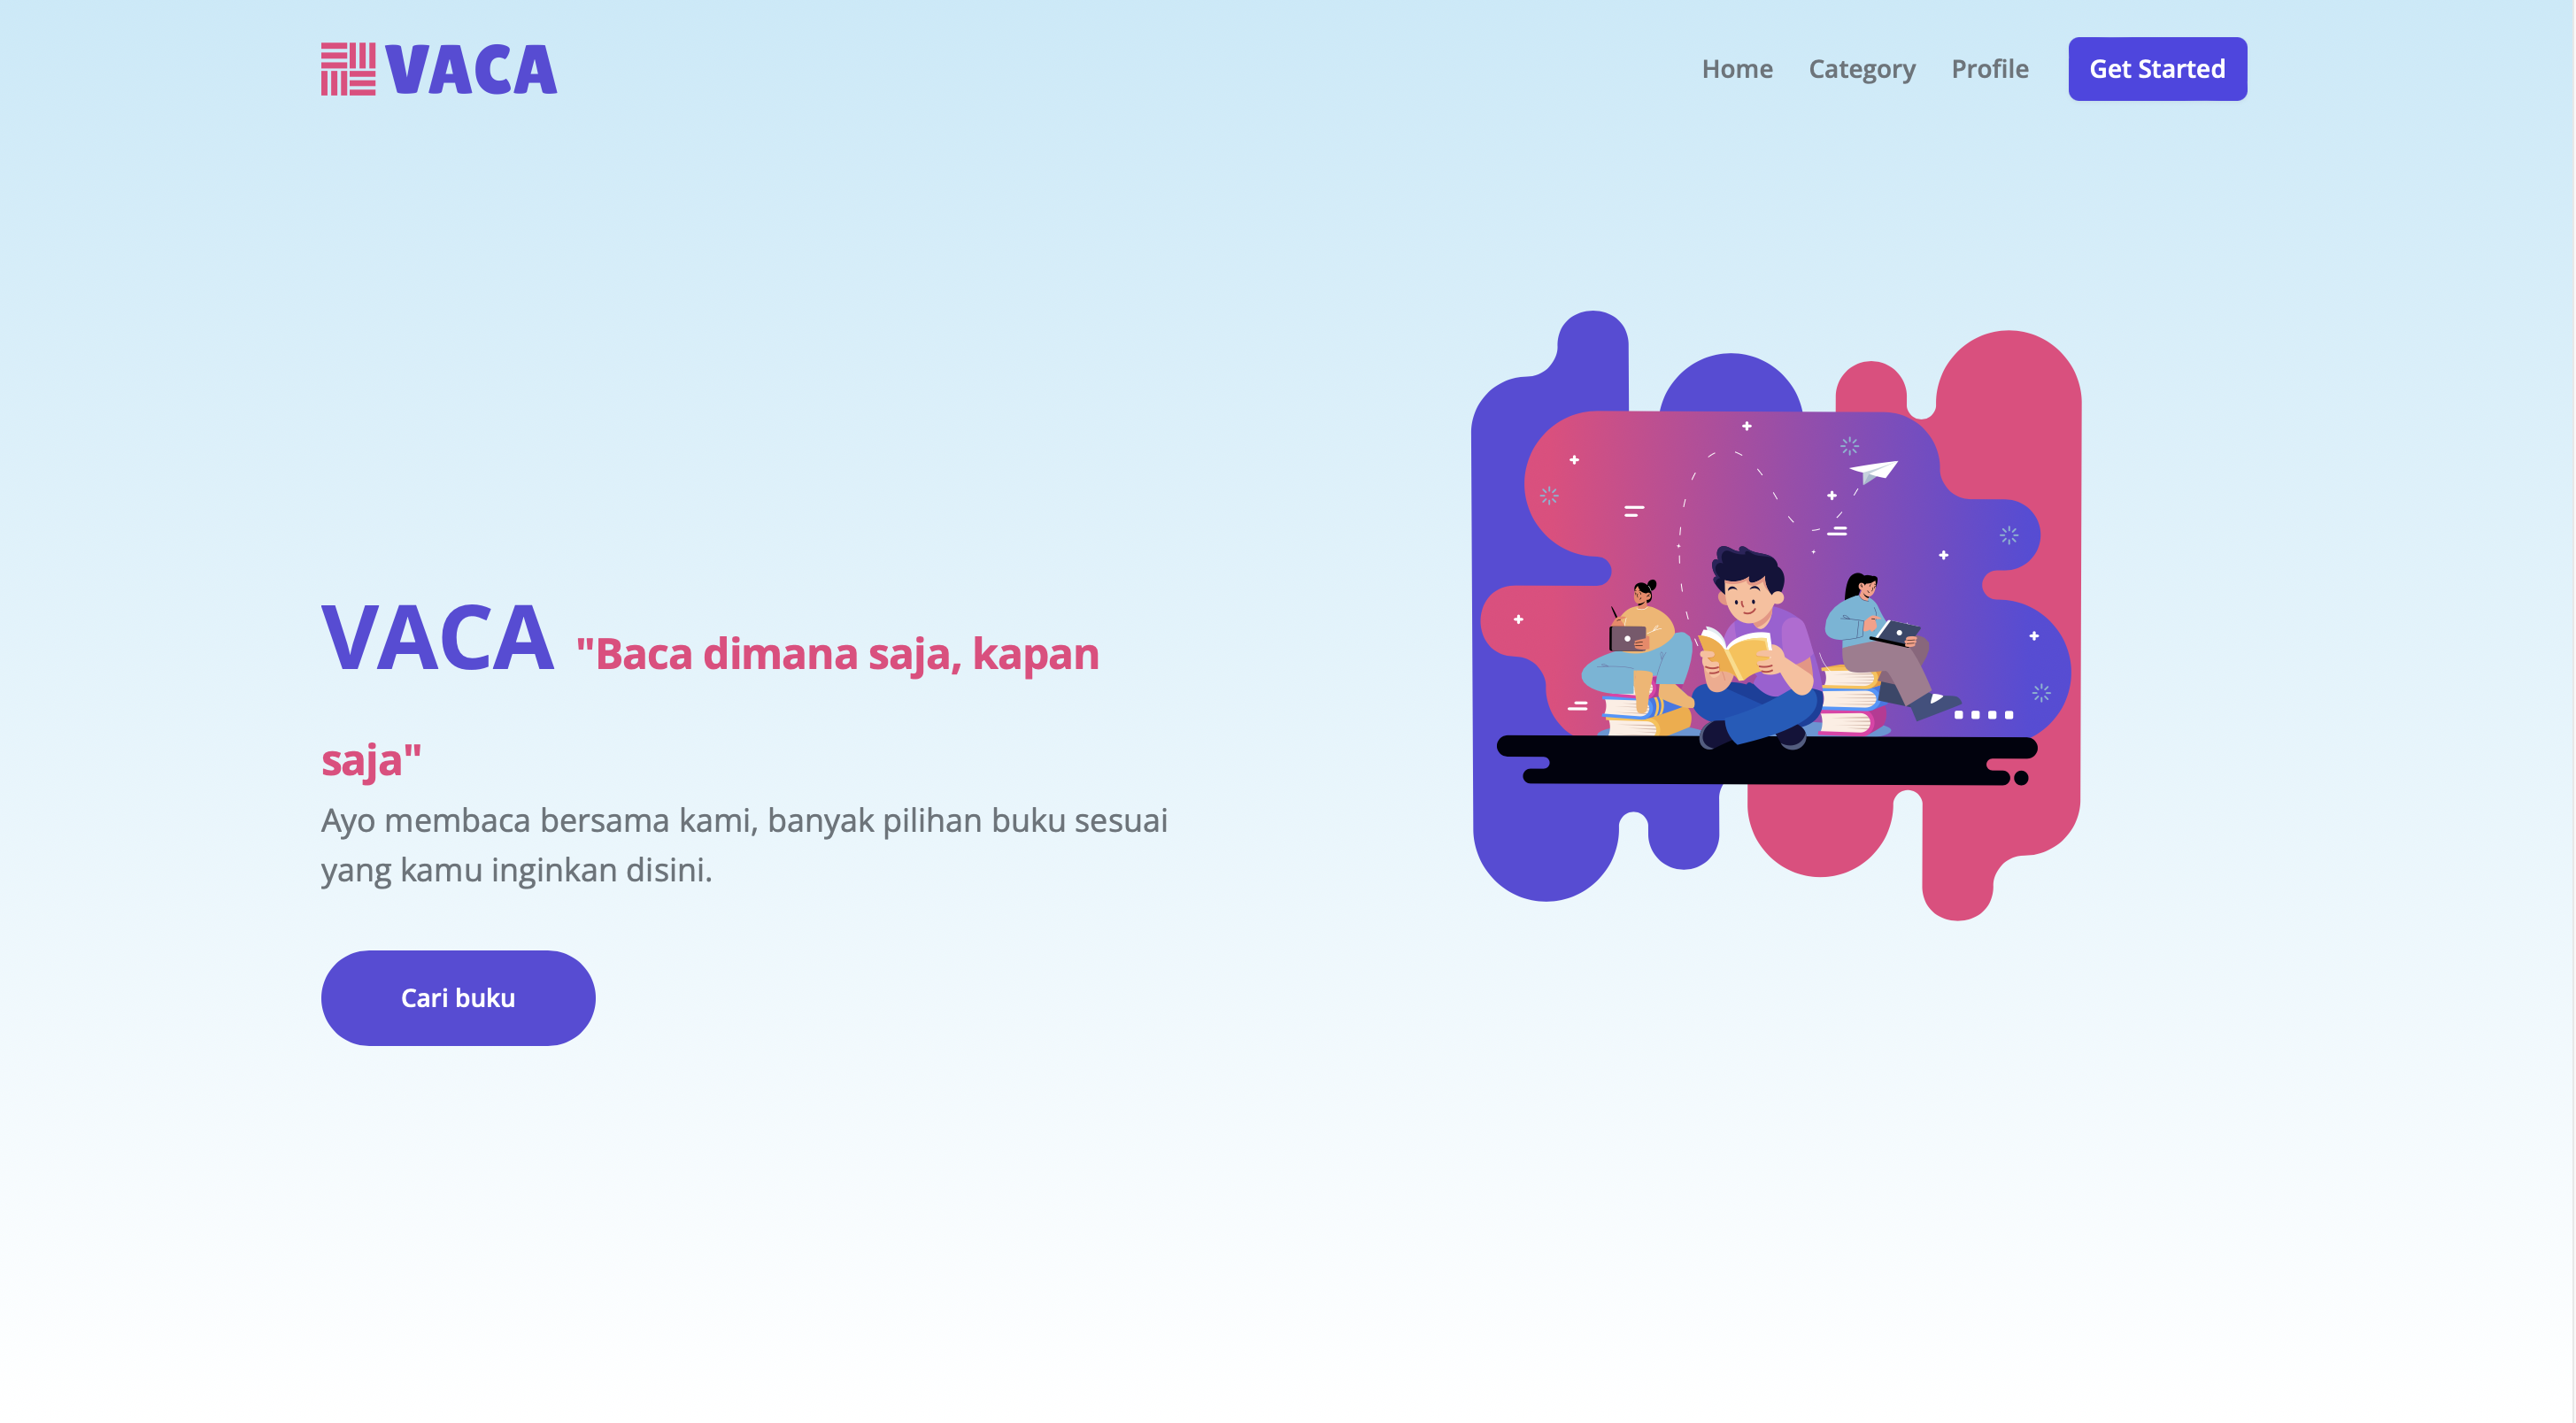 VACA
Home
Category
Profile
Get Started
VACA "Baca dimana saja, kapan
saja"
Ayo membaca bersama kami, banyak pilihan buku sesuai
yang kamu inginkan disini.
Cari buku